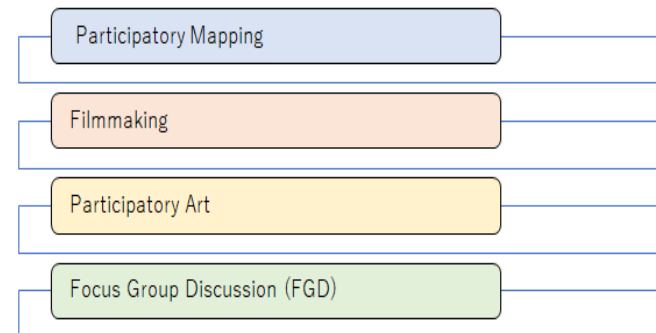 Participatory Mapping
Filmmaking
Participatory Art
Focus Group Discussion (FGD)